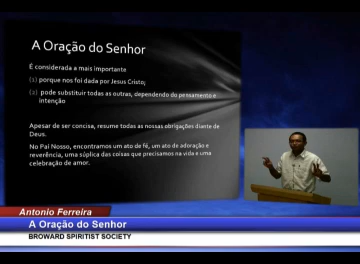 A Oração do Senhor
É considerada a mais importante
(1) porque nos foi dada por Jesus Cristo;
(2) pode substituir todas as outras, dependendo do pensamento e
intenção
Apesar de ser concisa, resume todas as nossas obrigações diante de
Deus.
No Pai Nosso, encontramos um ato de fé, um ato de adoração e
reverência, uma súplica das coisas que precisamos na vida e uma
celebração de amor.
Antonio Ferreira
A Oração do Senhor
BROWARD SPIRITIST SOCIETY